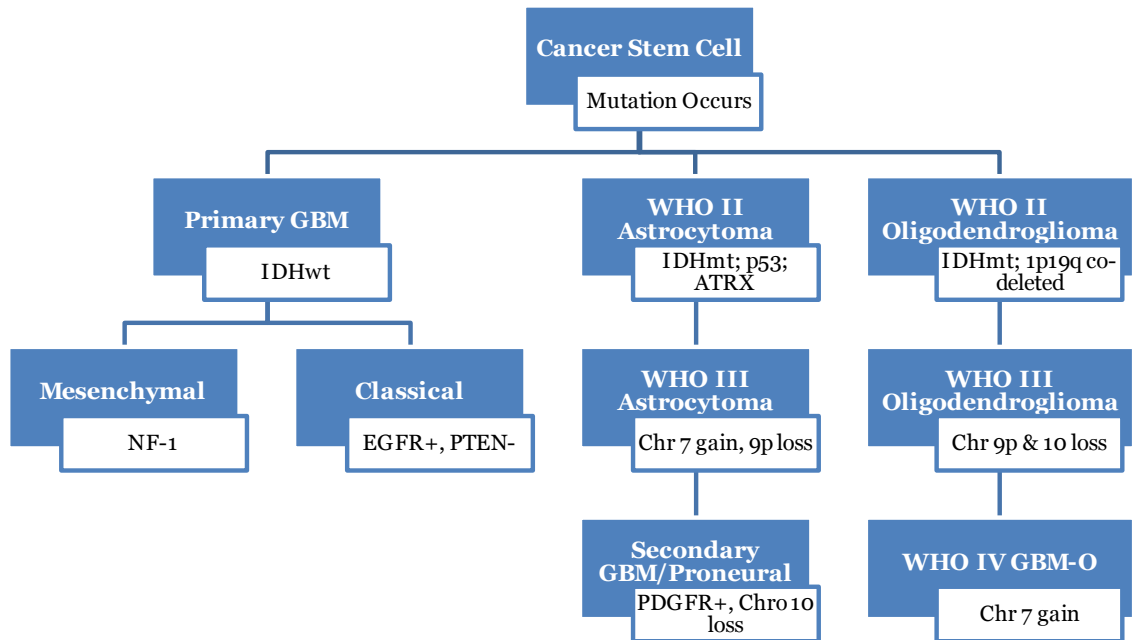 Cancer Stem Cell
Mutation Occurs
Primary GBM
IDHwt
WHO II
Astrocytoma
IDHmt; p53;
ATRX
WHO II
Oligodendroglioma
IDHmt; 1p19q co-
deleted
Mesenchymal
NF-1
Classical
EGFR+, PTEN-
WHO III
Astrocytoma
Chr 7 gain, 9p loss
WHO III
Oligodendroglioma
Chr 9p & 10 loss
Secondary
GBM/Proneural
PDGFR+, Chro 10
loss
WHO IV GBM-O
Chr 7 gain